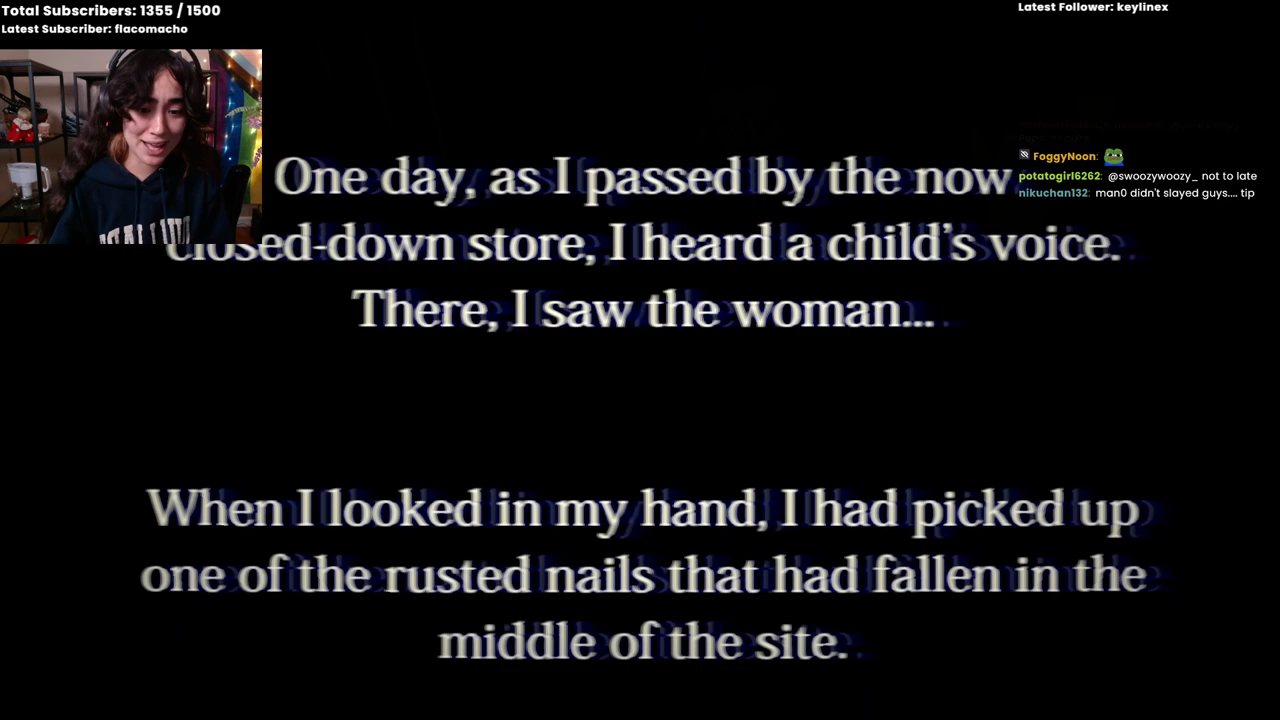 Total Subscribers: 1355 / 1500
Latest Subscriber: flacomacho
Latest Follower: keylinex
FoggyNoon:
potatogirl6262: @swoozywoozy_ not to late
nikuchan132: man0 didn't slayed guys.... tip
One day, as I passed by the now
closed-down store, I heard a child's voice.
There, I saw the woman...
When I looked in my hand, I had picked up
one of the rusted nails that had fallen in the
middle of the site.